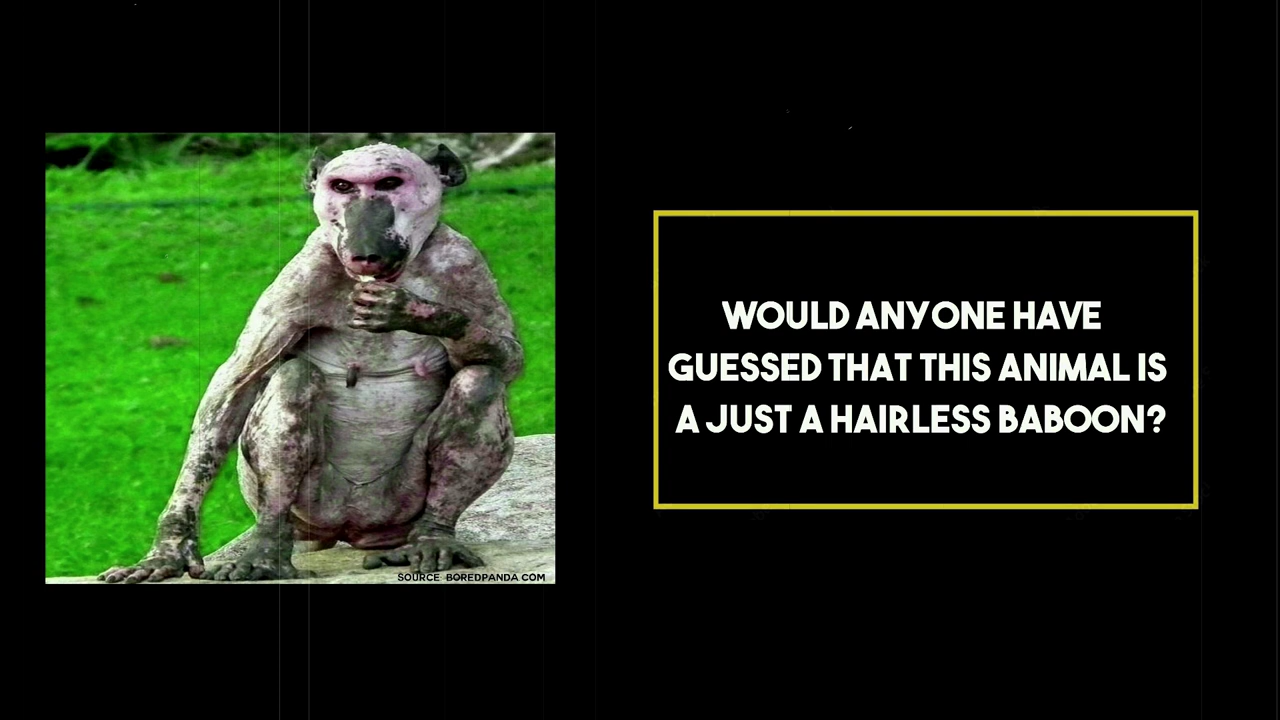 WOULD ANYONE HAVE
GUESSED THAT THIS ANIMAL IS
A JUST A HAIRLESS BABOON?
SOURCE BOREDPANDA.COM